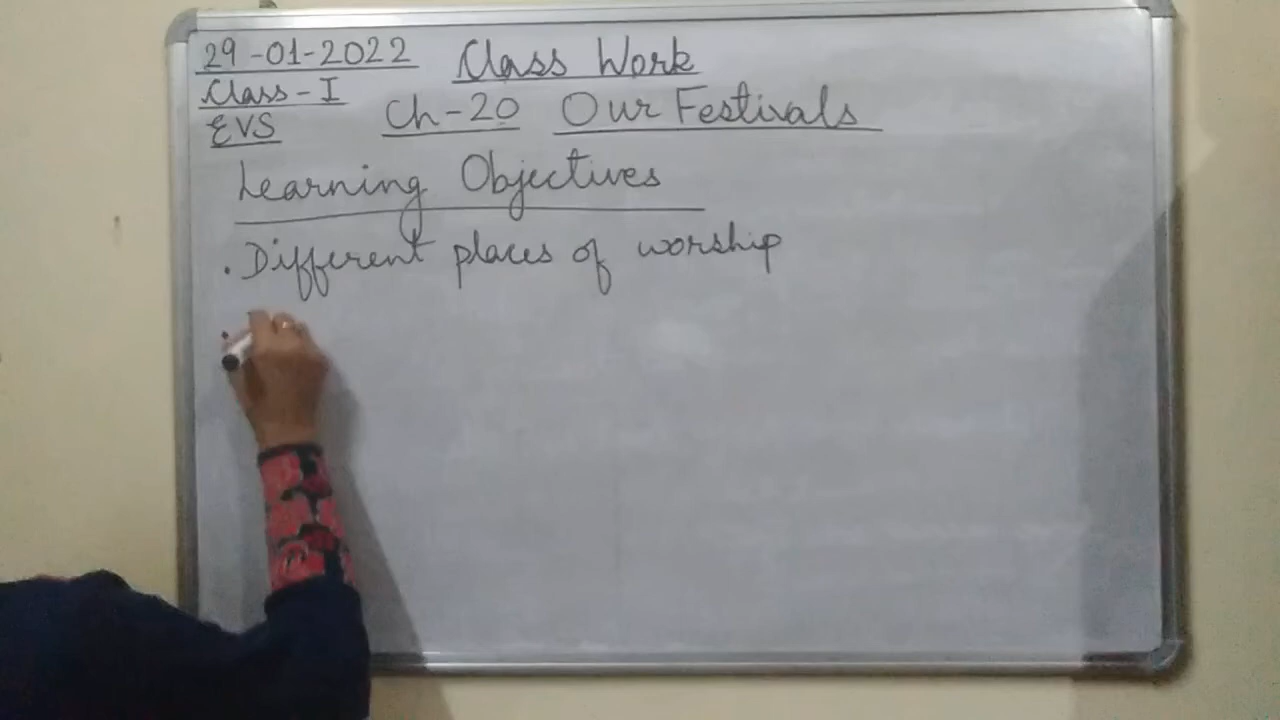 29-01-2022 Class Work
Class-I
EVS Ch-20 Our Festivals
Learning Objectives
. Different places of worship
.